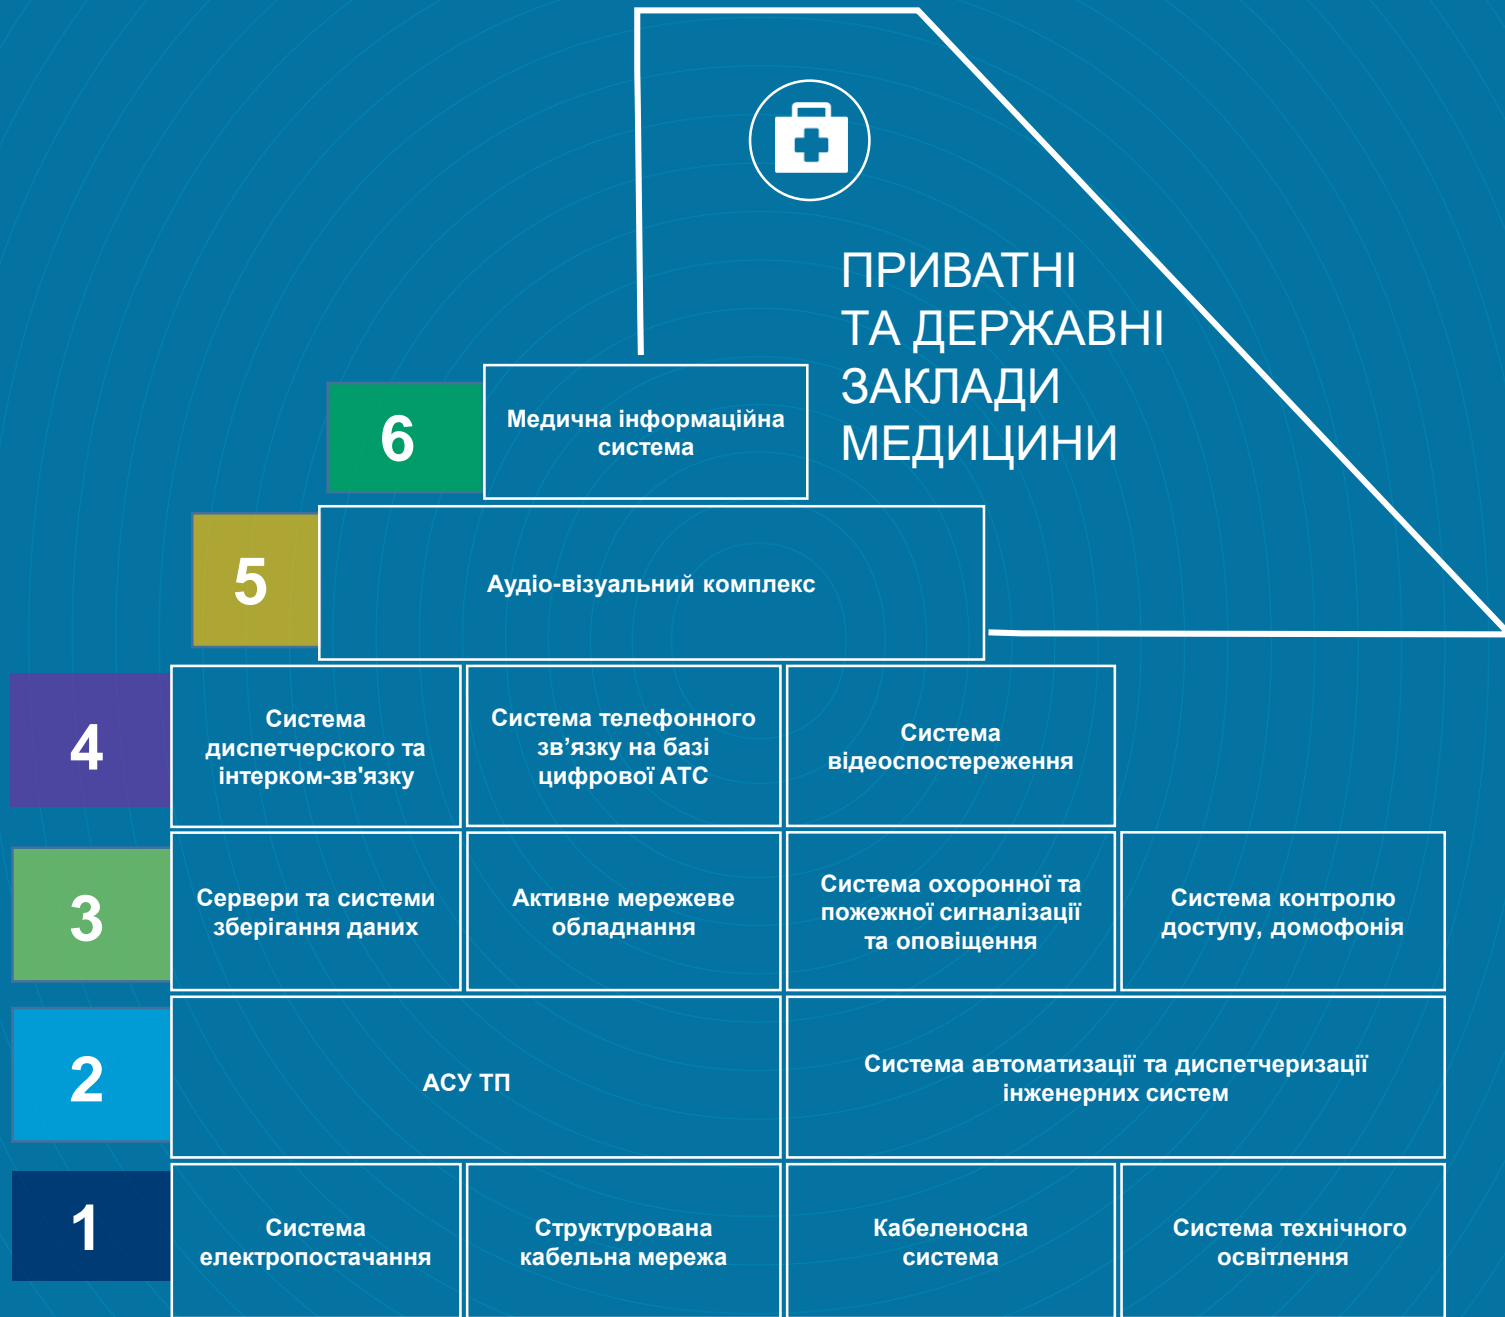 ПРИВАТНІ
ТА ДЕРЖАВНІ
ЗАКЛАДИ
МЕДИЦИНИ
6
Медична інформаційна
система
5
Аудіо-візуальний комплекс
4
Система
диспетчерского та
інтерком-зв'язку
Система телефонного
зв’язку на базі
цифрової АТС
Система
відеоспостереження
3
Сервери та системи
зберігання даних
Активне мережеве
обладнання
Система охоронної та
пожежної сигналізації
та оповіщення
Система контролю
доступу, домофонія
2
АСУ ТП
Система автоматизації та диспетчеризації
інженерних систем
1
Система
електропостачання
Структурована
кабельна мережа
Кабеленосна
система
Система технічного
освітлення